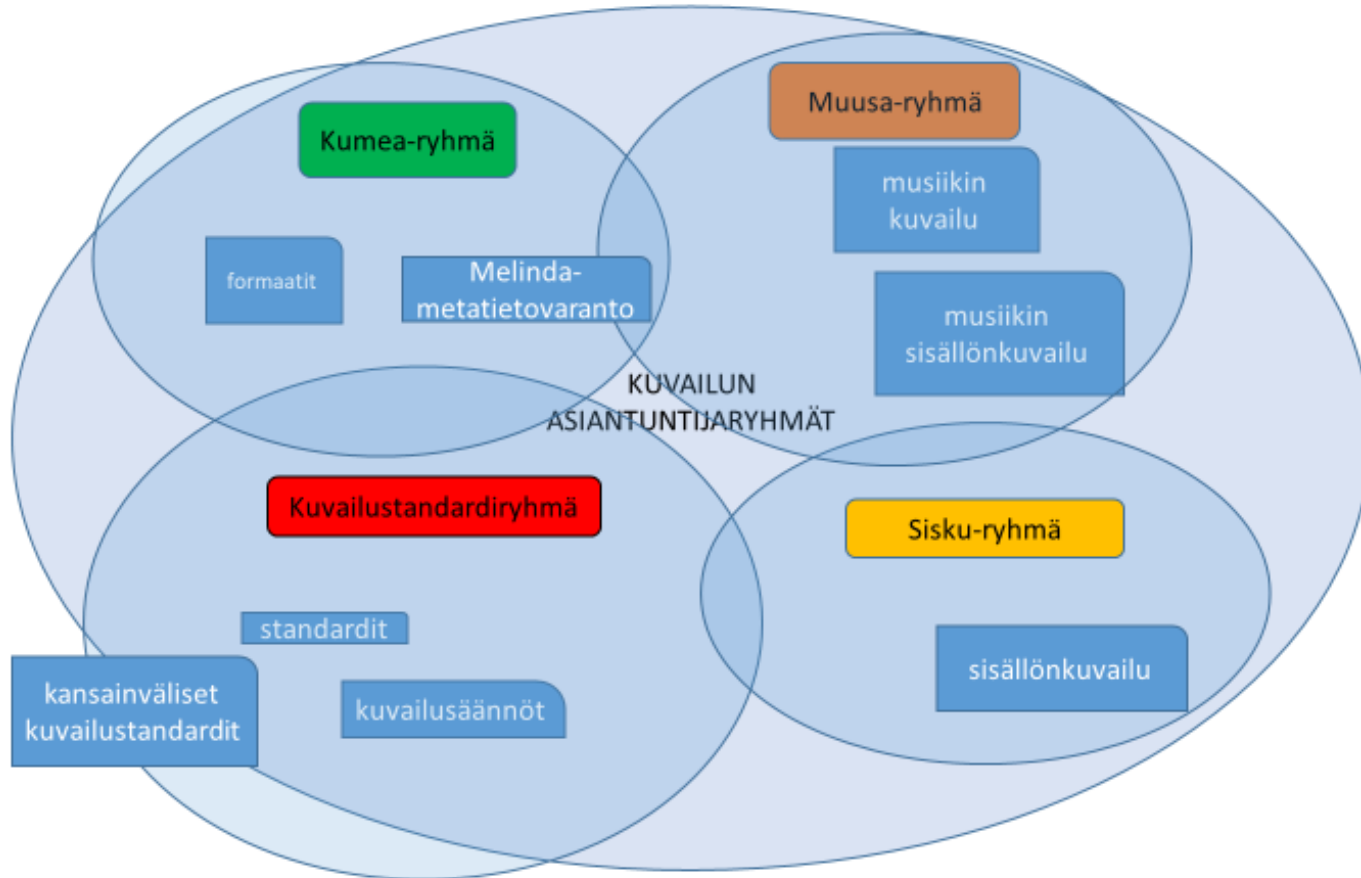 Kumea-ryhmä
formaatit
Melinda-
metatietovaranto
Muusa-ryhmä
musiikin
kuvailu
musiikin
sisällönkuvailu
KUVAILUN
ASIANTUNTIJARYHMÄT
Kuvailustandardiryhmä
standardit
kansainväliset
kuvailustandardit
kuvailusäännöt
Sisku-ryhmä
sisällönkuvailu